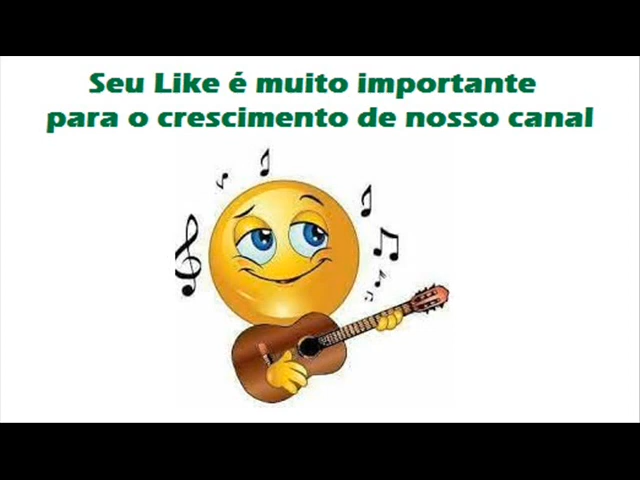 Seu Like é muito importante
para o crescimento de nosso canal